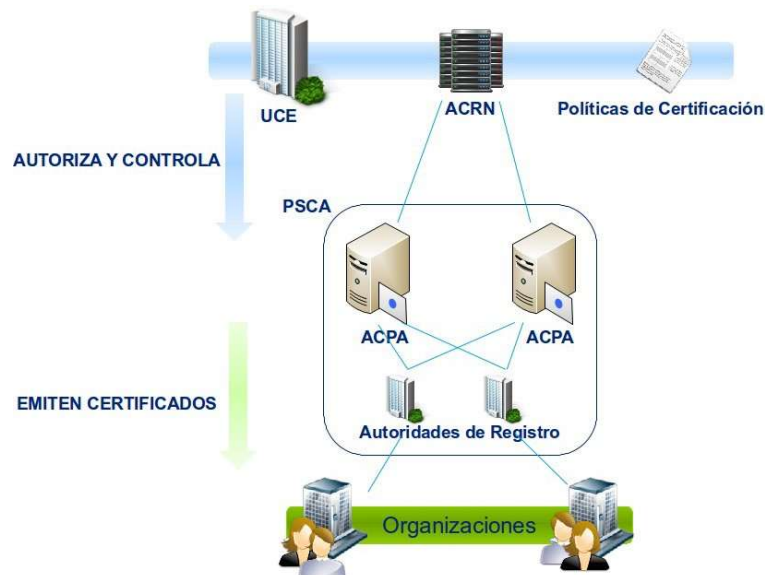 UCE
ACRN
Políticas de Certificación
AUTORIZA Y CONTROLA
PSCA
ACPA
ACPA
EMITEN CERTIFICADOS
Autoridades de Registro
Organizaciones